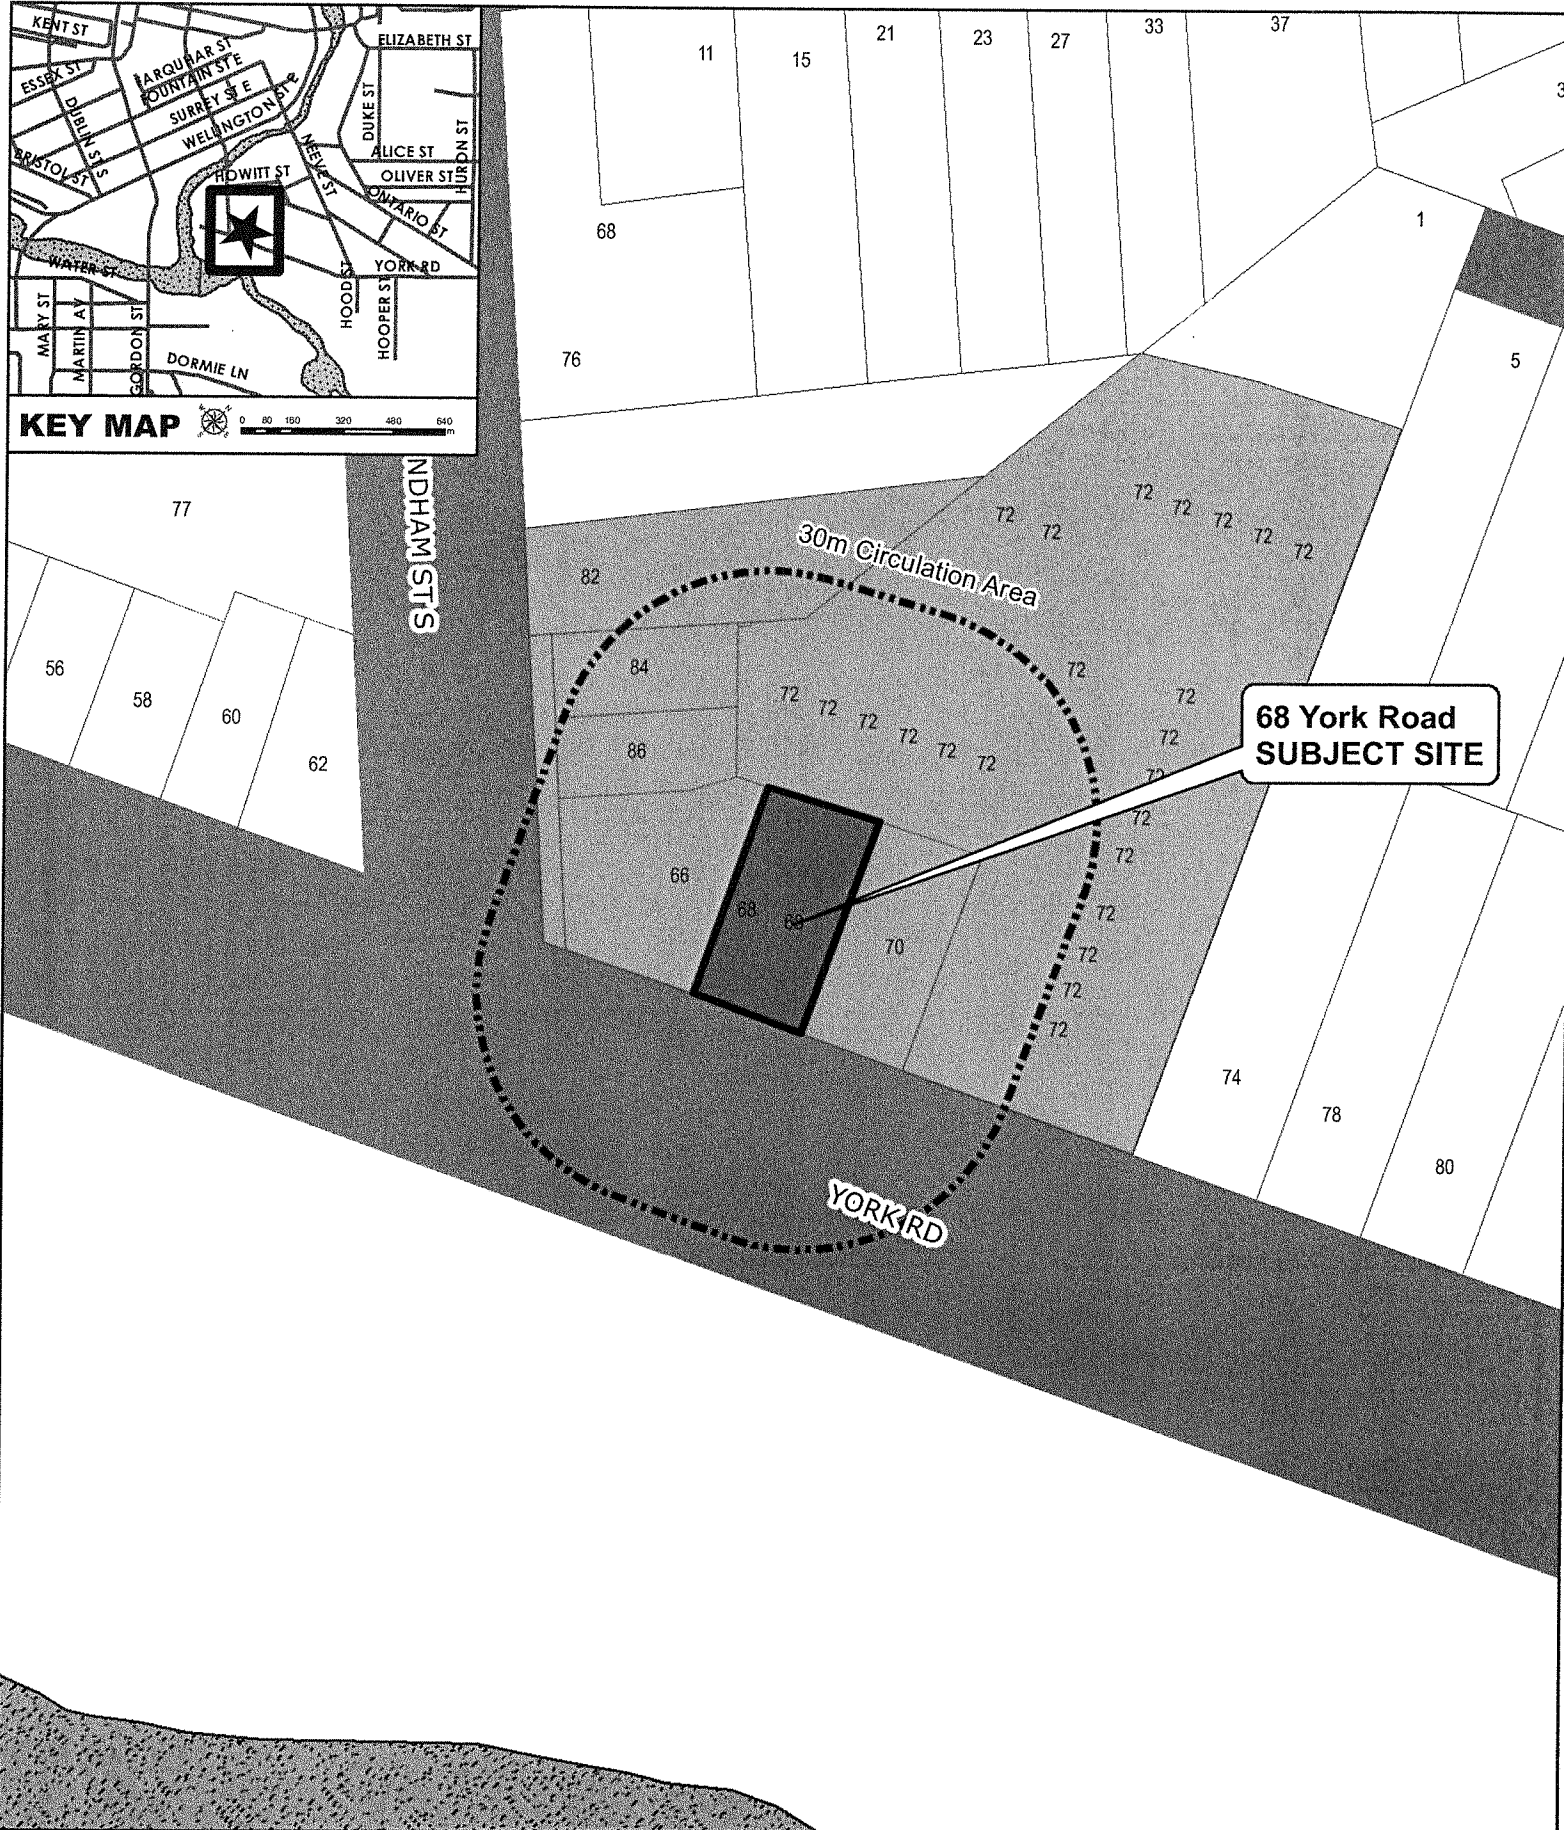 KENT ST
ELIZABETH ST
ESSEX ST
FARQUHAR ST
FOUNTAIN ST E
SURREY ST E
WELLINGTON ST E
DUBLIN ST S
DUKE ST
BRISTOL ST
NEEVE ST
ALICE ST
HURON ST
HOWITT ST
OLIVER ST
ONTARIO ST
WATER ST
YORK RD
HOOD ST
HOOPER ST
MARY ST
MARTIN AV
GORDON ST
DORMIE LN
KEY MAP
0 80 160 320 480 640
m
11
15
21
23
27
33
37
3
68
1
76
5
77
NDHAM ST S
72
72
72
72
72
72
72
30m Circulation Area
82
56
58
60
62
84
72
72
72
72
72
72
72
72
72
72
86
68 York Road
SUBJECT SITE
72
72
66
68
68
70
72
72
72
72
74
78
80
YORK RD